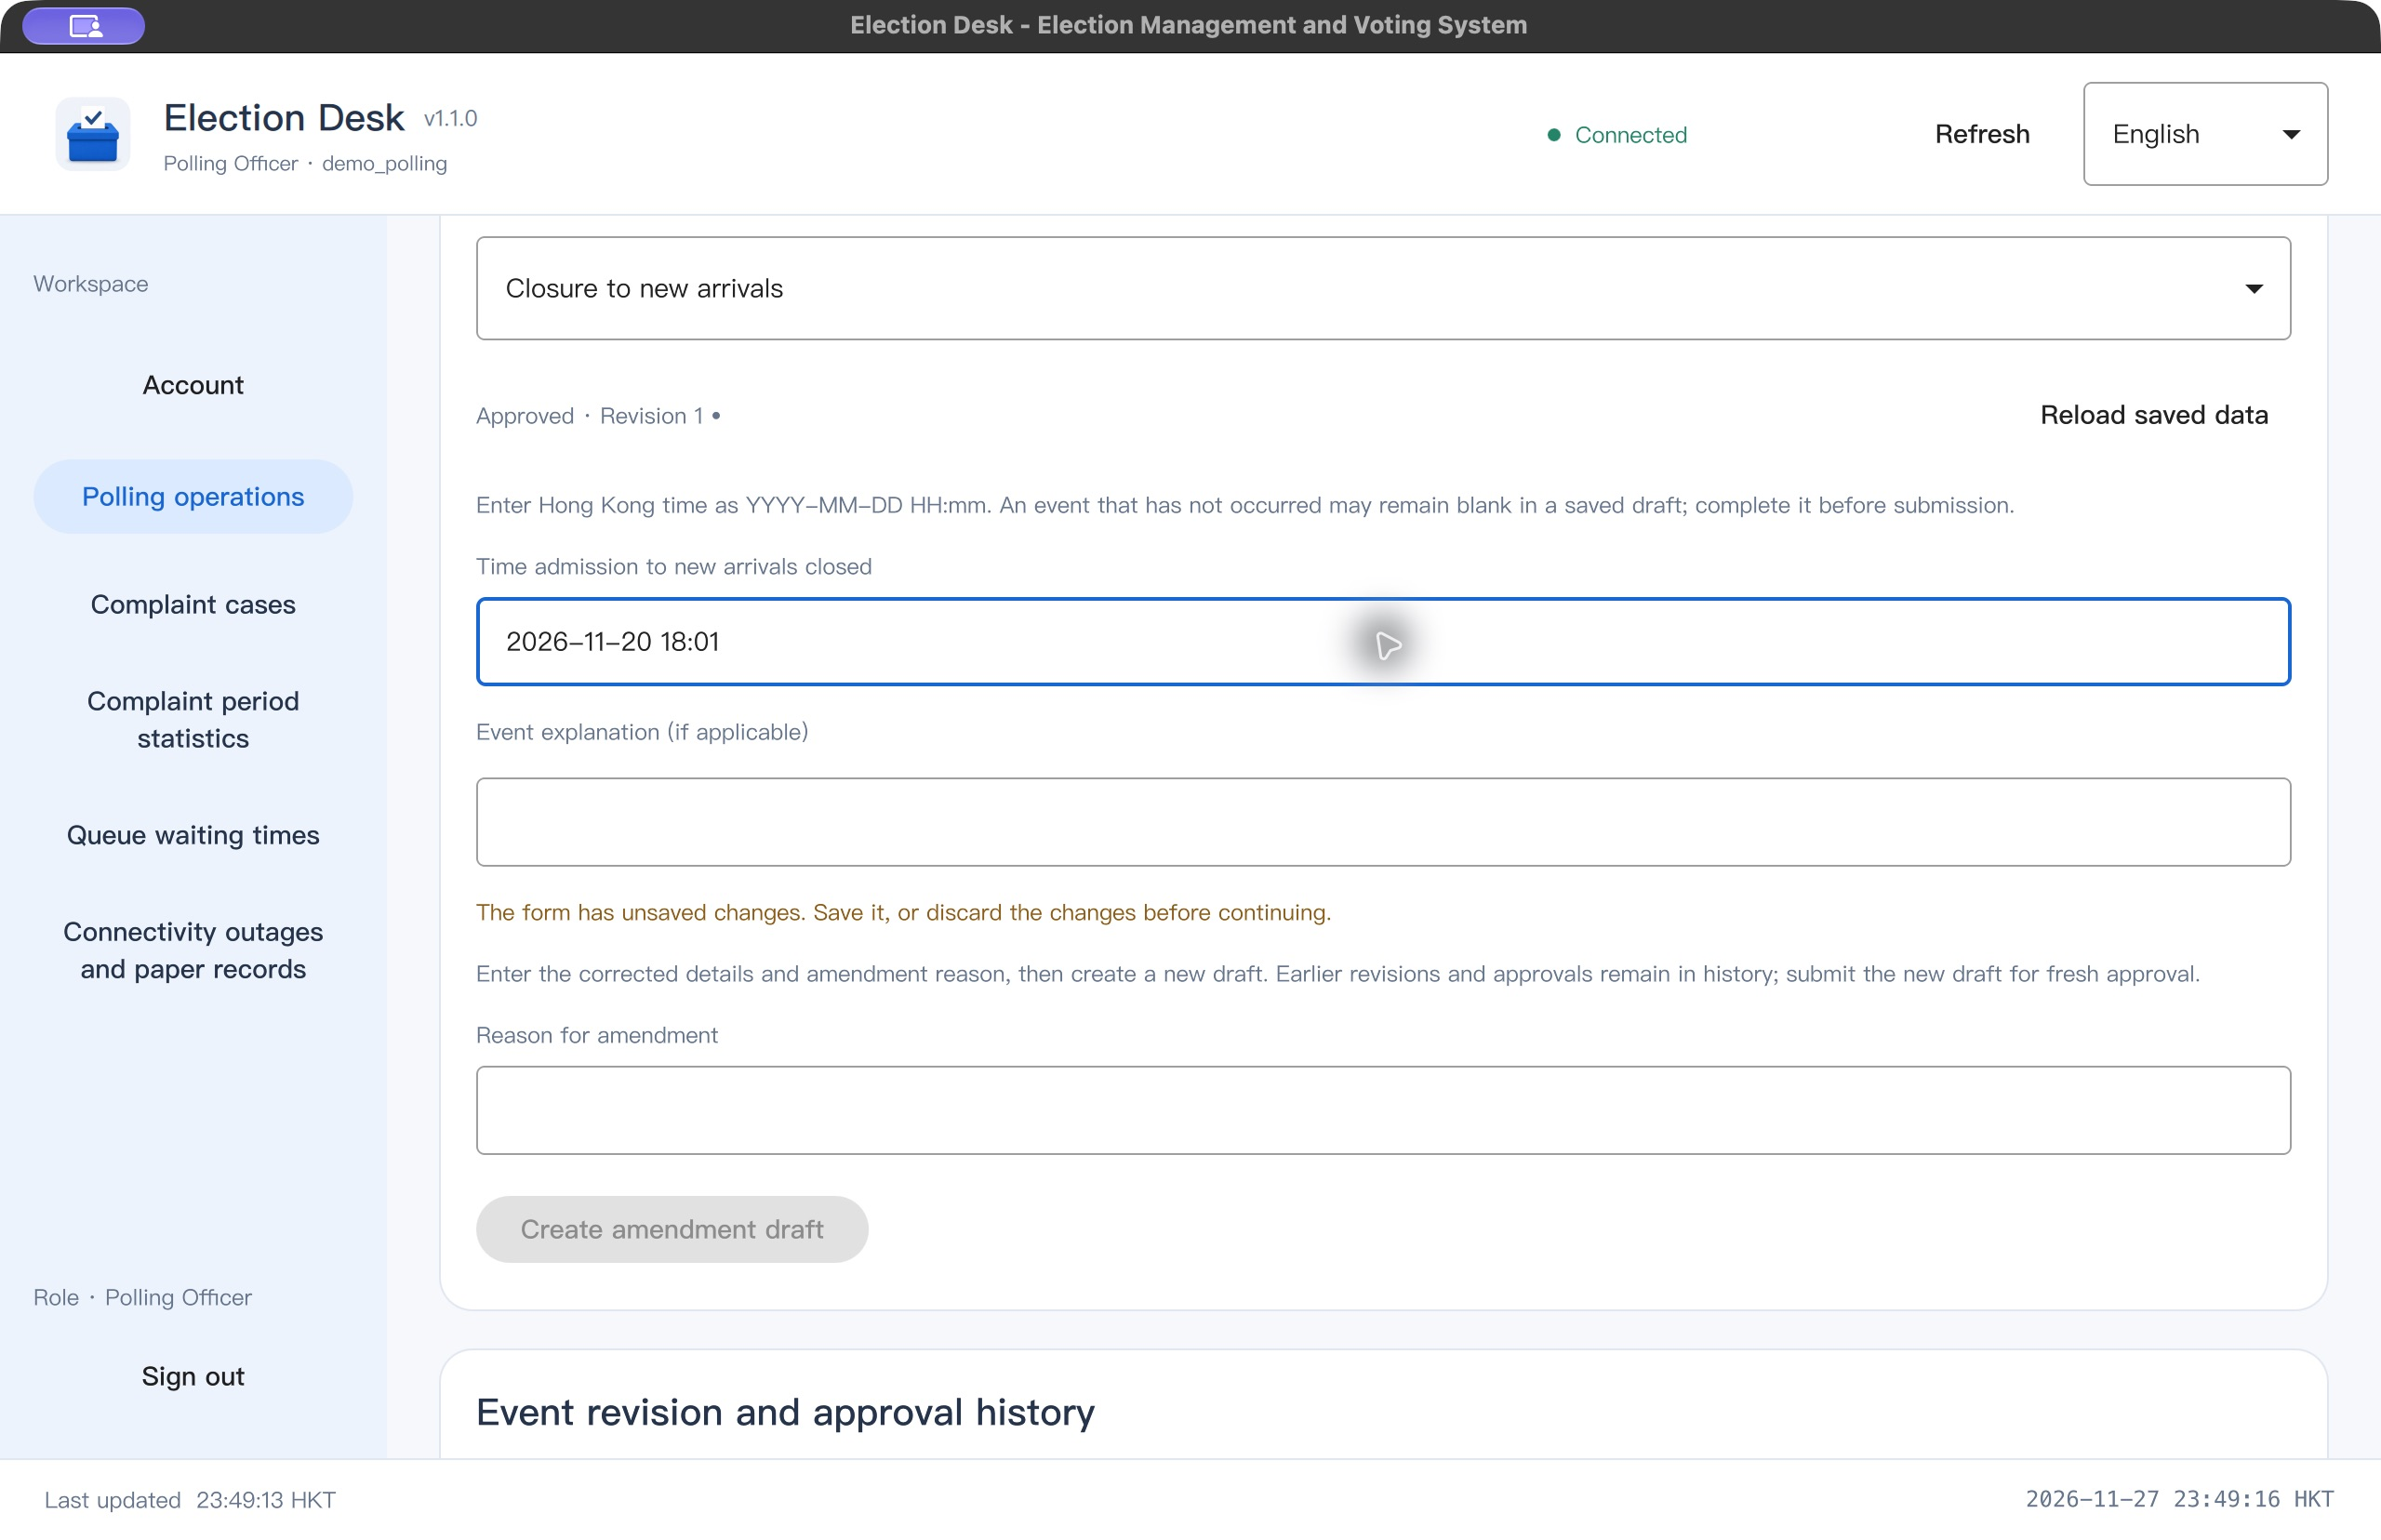 Election Desk - Election Management and Voting System
Election Desk v1.1.0
Polling Officer · demo_polling
Connected
Refresh
English
Workspace
Account
Polling operations
Complaint cases
Complaint period
statistics
Queue waiting times
Connectivity outages
and paper records
Role · Polling Officer
Sign out
Closure to new arrivals
Approved · Revision 1 •
Reload saved data
Enter Hong Kong time as YYYY-MM-DD HH:mm. An event that has not occurred may remain blank in a saved draft; complete it before submission.
Time admission to new arrivals closed
2026-11-20 18:01
Event explanation (if applicable)
The form has unsaved changes. Save it, or discard the changes before continuing.
Enter the corrected details and amendment reason, then create a new draft. Earlier revisions and approvals remain in history; submit the new draft for fresh approval.
Reason for amendment
Create amendment draft
Event revision and approval history
Last updated 23:49:13 HKT
2026-11-27 23:49:16 HKT